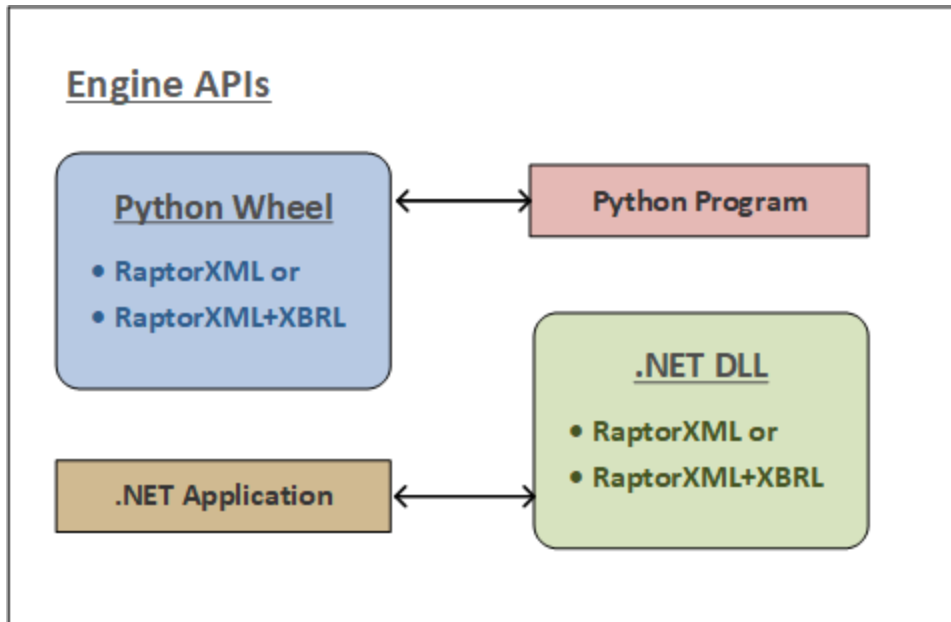 Engine APIs
Python Wheel
• RaptorXML or
• RaptorXML+XBRL
Python Program
.NET DLL
• RaptorXML or
• RaptorXML+XBRL
.NET Application